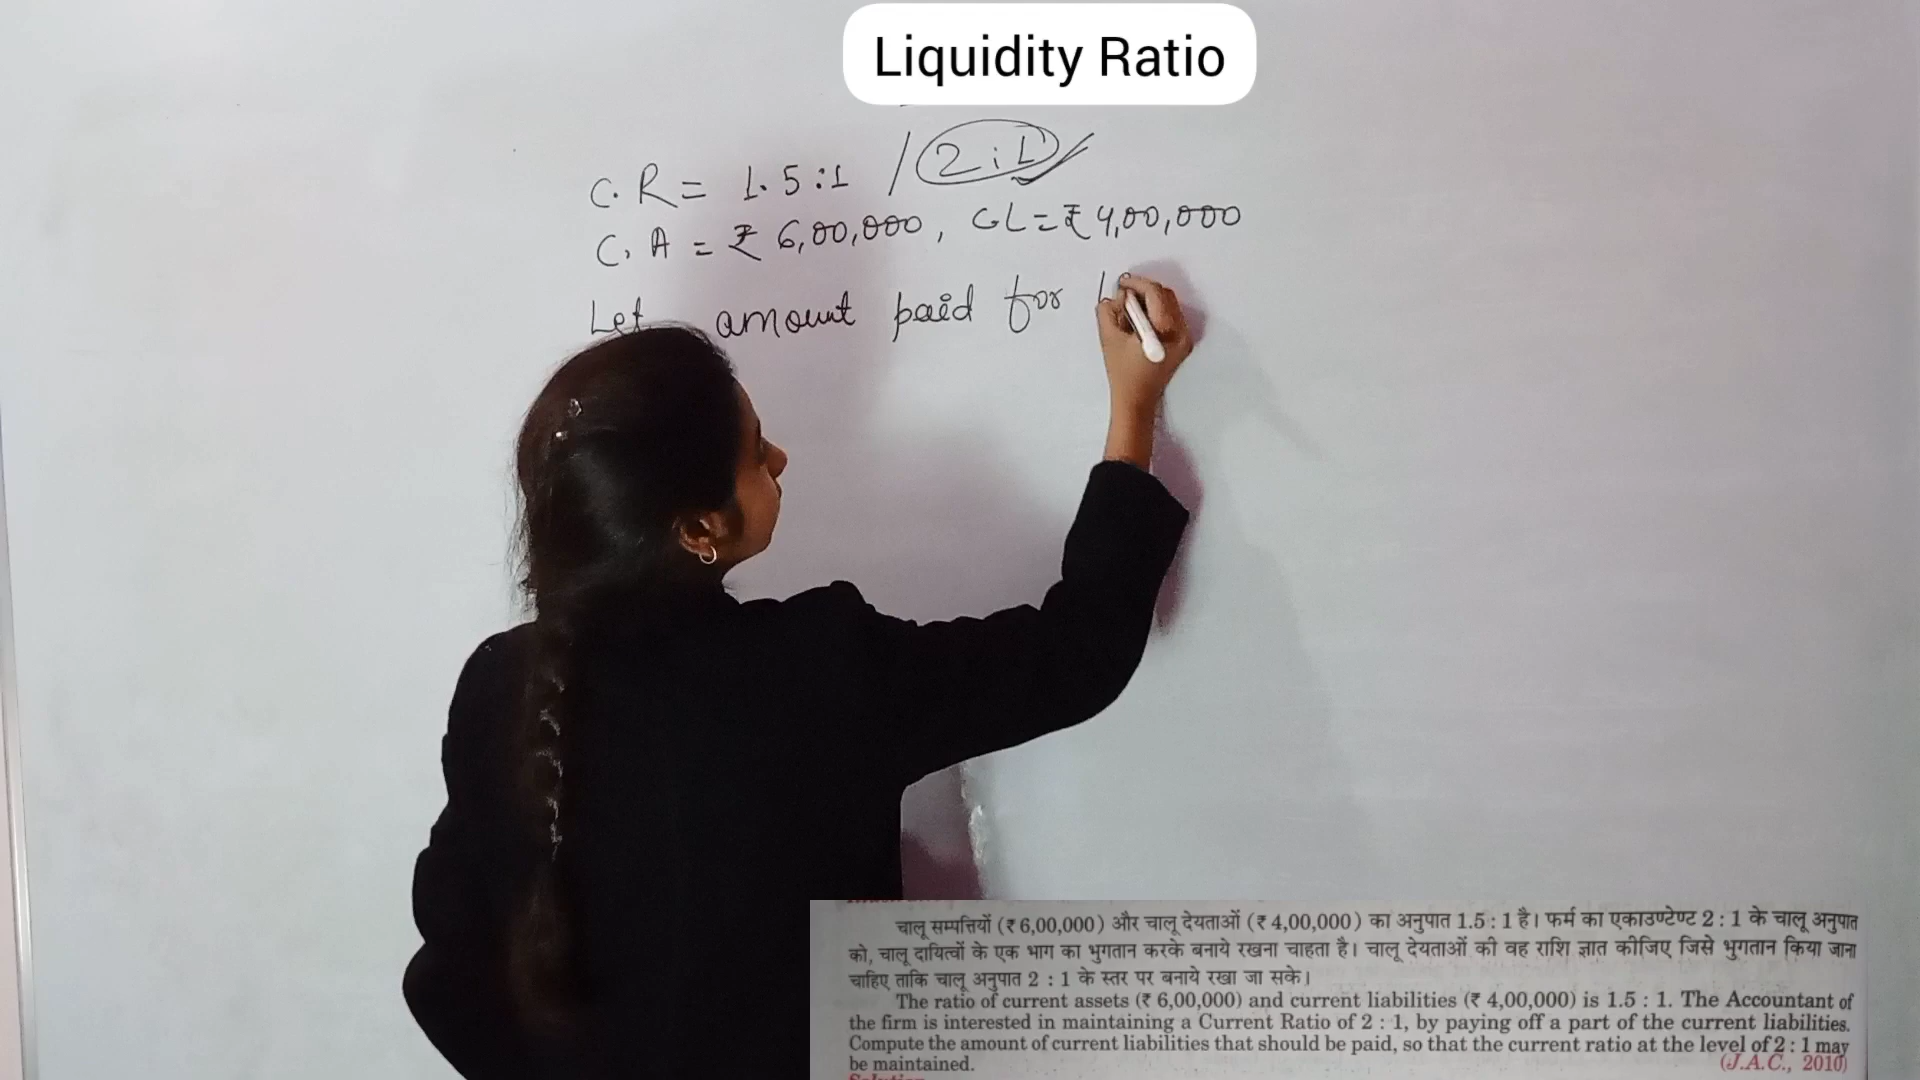 Liquidity Ratio
C.R = 1.5:1 / 2:1
C.A = ₹ 6,00,000, CL = ₹ 4,00,000
Let amount paid for
चालू सम्पत्तियों (₹ 6,00,000) और चालू देयताओं (₹ 4,00,000) का अनुपात 1.5 : 1 है। फर्म का एकाउण्टेण्ट 2 : 1 के चालू अनुपात
को, चालू दायित्वों के एक भाग का भुगतान करके बनाये रखना चाहता है। चालू देयताओं की वह राशि ज्ञात कीजिए जिसे भुगतान किया जाना
चाहिए ताकि चालू अनुपात 2 : 1 के स्तर पर बनाये रखा जा सके।
The ratio of current assets (₹ 6,00,000) and current liabilities (₹ 4,00,000) is 1.5 : 1. The Accountant of
the firm is interested in maintaining a Current Ratio of 2 : 1, by paying off a part of the current liabilities.
Compute the amount of current liabilities that should be paid, so that the current ratio at the level of 2 : 1 may
be maintained. (J.A.C., 2010)